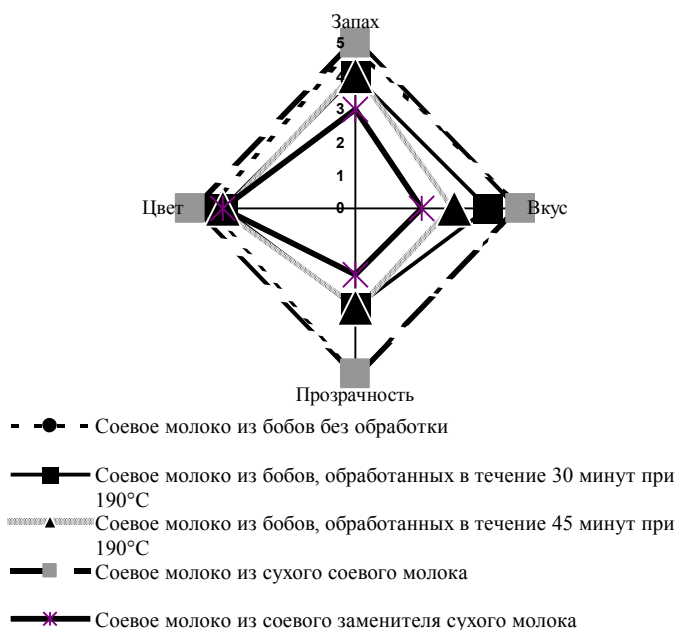 Запах
5
4
3
2
1
0
Цвет
Вкус
Прозрачность
Соевое молоко из бобов без обработки
Соевое молоко из бобов, обработанных в течение 30 минут при
190°С
Соевое молоко из бобов, обработанных в течение 45 минут при
190°С
Соевое молоко из сухого соевого молока
Соевое молоко из соевого заменителя сухого молока